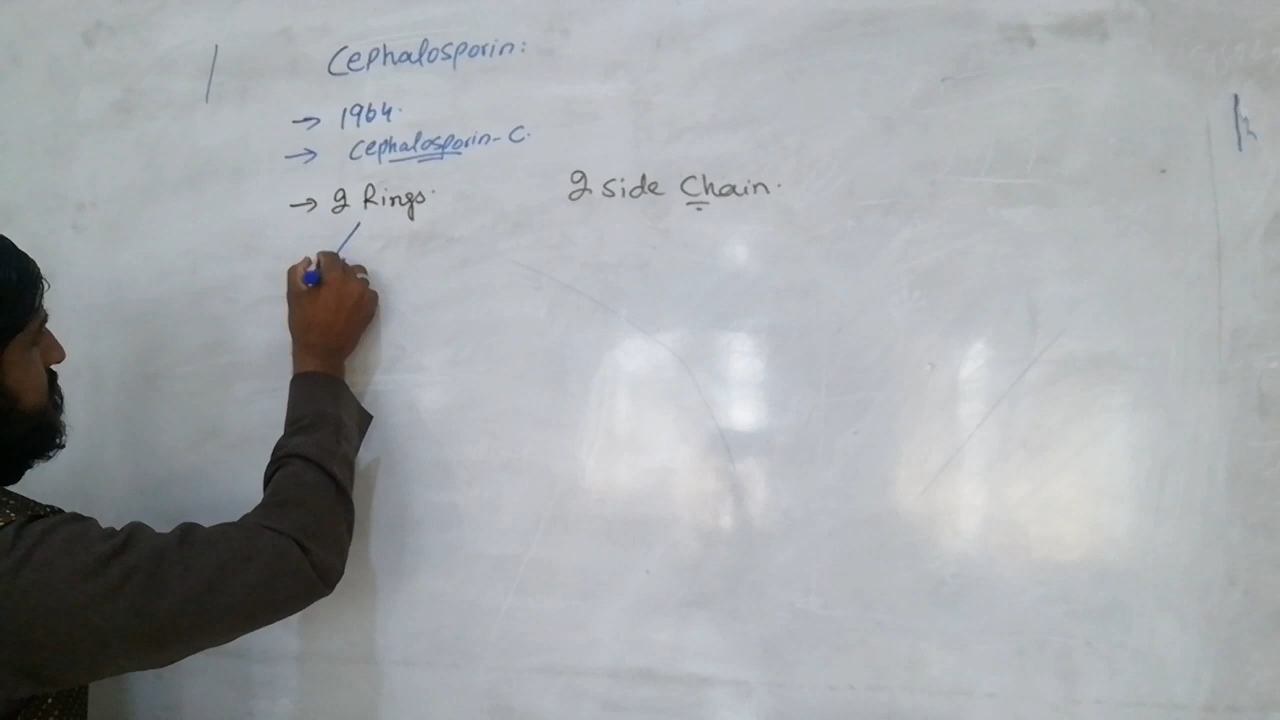 Cephalosporin:
→ 1964.
→ Cephalosporin-C.
→ 2 Rings. 2 side Chain.